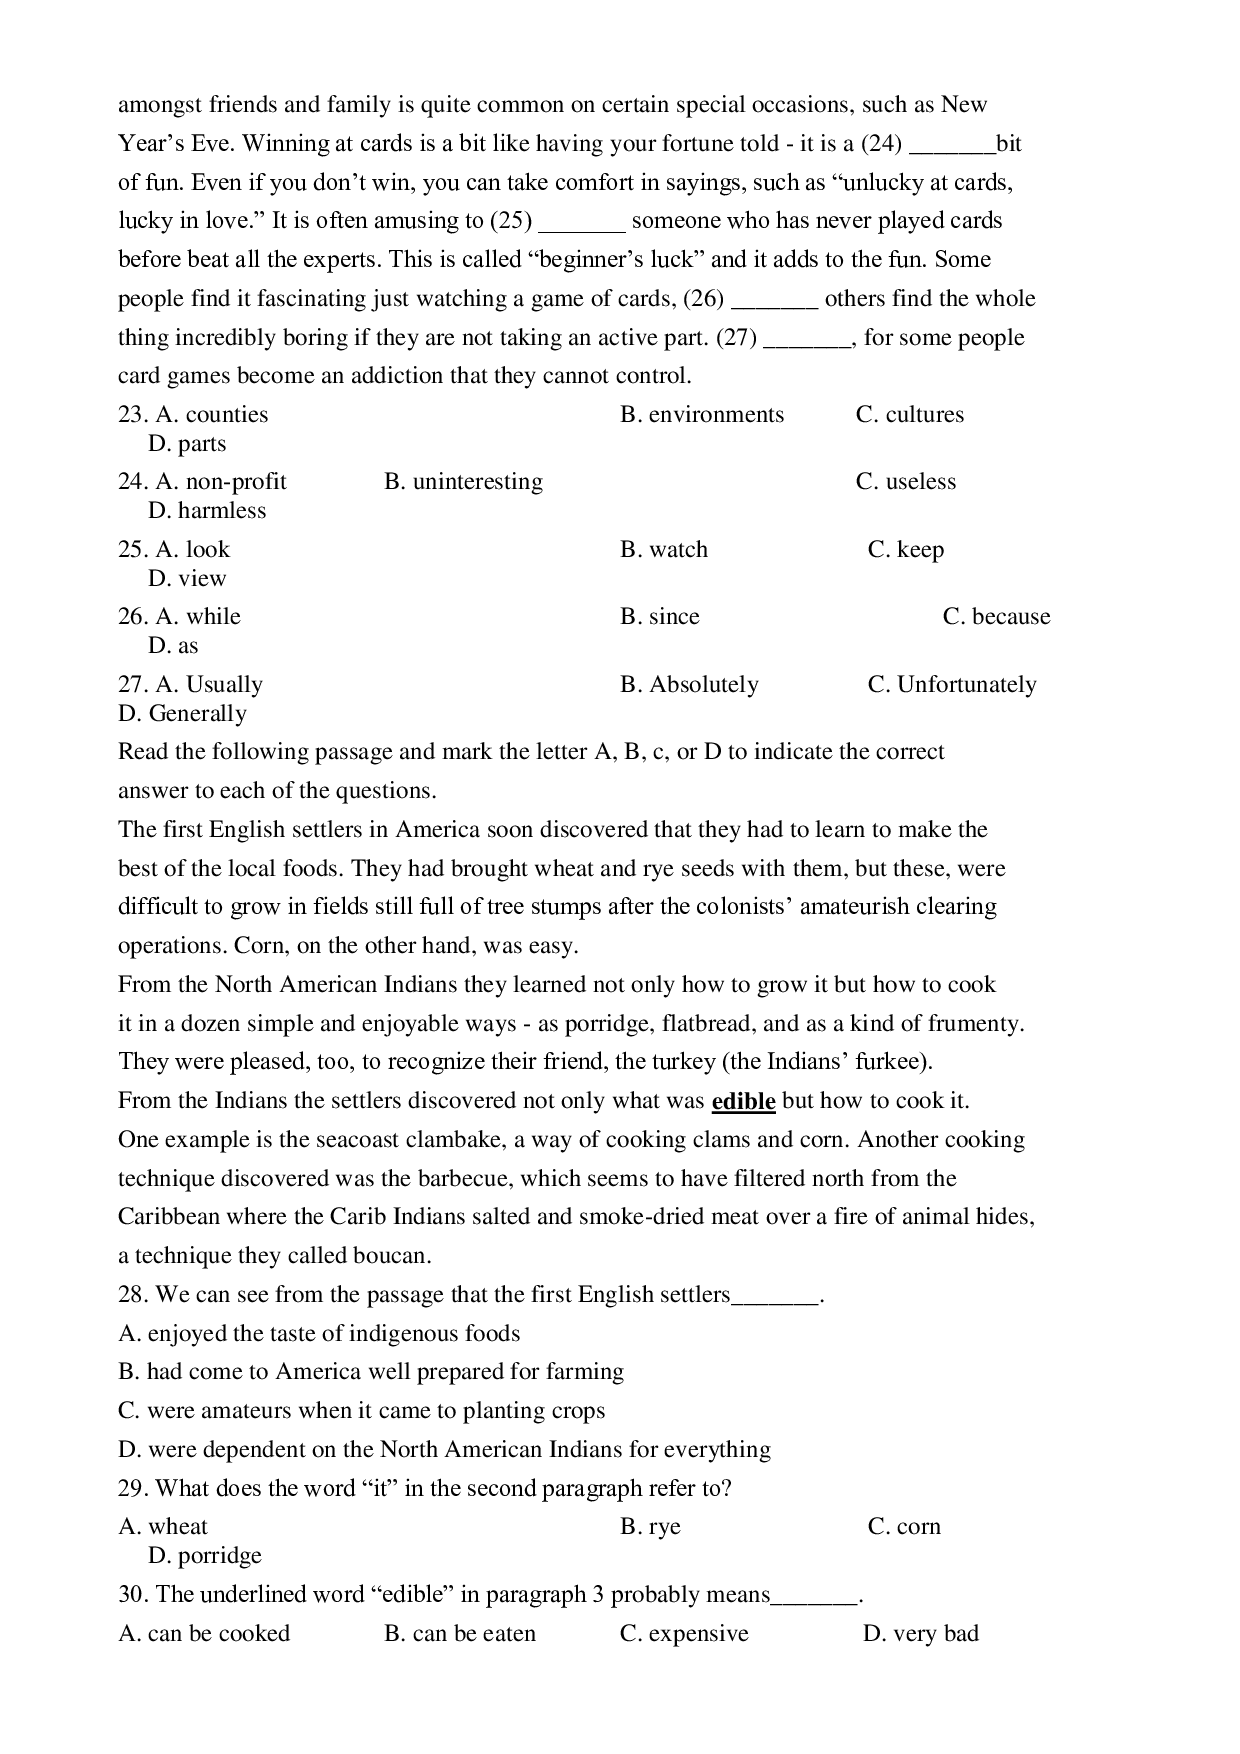 amongst friends and family is quite common on certain special occasions, such as New
Year’s Eve. Winning at cards is a bit like having your fortune told - it is a (24) _______bit
of fun. Even if you don’t win, you can take comfort in sayings, such as “unlucky at cards,
lucky in love.” It is often amusing to (25) _______ someone who has never played cards
before beat all the experts. This is called “beginner’s luck” and it adds to the fun. Some
people find it fascinating just watching a game of cards, (26) _______ others find the whole
thing incredibly boring if they are not taking an active part. (27) _______, for some people
card games become an addiction that they cannot control.
23. A. counties B. environments C. cultures
D. parts
24. A. non-profit B. uninteresting C. useless
D. harmless
25. A. look B. watch C. keep
D. view
26. A. while B. since C. because
D. as
27. A. Usually B. Absolutely C. Unfortunately
D. Generally
Read the following passage and mark the letter A, B, c, or D to indicate the correct
answer to each of the questions.
The first English settlers in America soon discovered that they had to learn to make the
best of the local foods. They had brought wheat and rye seeds with them, but these, were
difficult to grow in fields still full of tree stumps after the colonists’ amateurish clearing
operations. Corn, on the other hand, was easy.
From the North American Indians they learned not only how to grow it but how to cook
it in a dozen simple and enjoyable ways - as porridge, flatbread, and as a kind of frumenty.
They were pleased, too, to recognize their friend, the turkey (the Indians’ furkee).
From the Indians the settlers discovered not only what was edible but how to cook it.
One example is the seacoast clambake, a way of cooking clams and corn. Another cooking
technique discovered was the barbecue, which seems to have filtered north from the
Caribbean where the Carib Indians salted and smoke-dried meat over a fire of animal hides,
a technique they called boucan.
28. We can see from the passage that the first English settlers_______.
A. enjoyed the taste of indigenous foods
B. had come to America well prepared for farming
C. were amateurs when it came to planting crops
D. were dependent on the North American Indians for everything
29. What does the word “it” in the second paragraph refer to?
A. wheat B. rye C. corn
D. porridge
30. The underlined word “edible” in paragraph 3 probably means_______.
A. can be cooked B. can be eaten C. expensive D. very bad